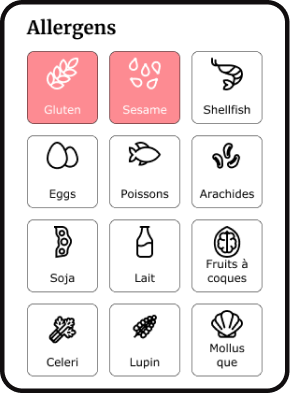 Allergens
Gluten
Sesame
Shellfish
Eggs
Poissons
Arachides
Soja
Lait
Fruits à
coques
Celeri
Lupin
Mollus
que